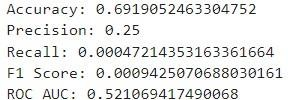 Accuracy: 0.6919052463304752
Precision: 0.25
Recall: 0.00047214353163361664
F1 Score: 0.0009425070688030161
ROC AUC: 0.521069417490068